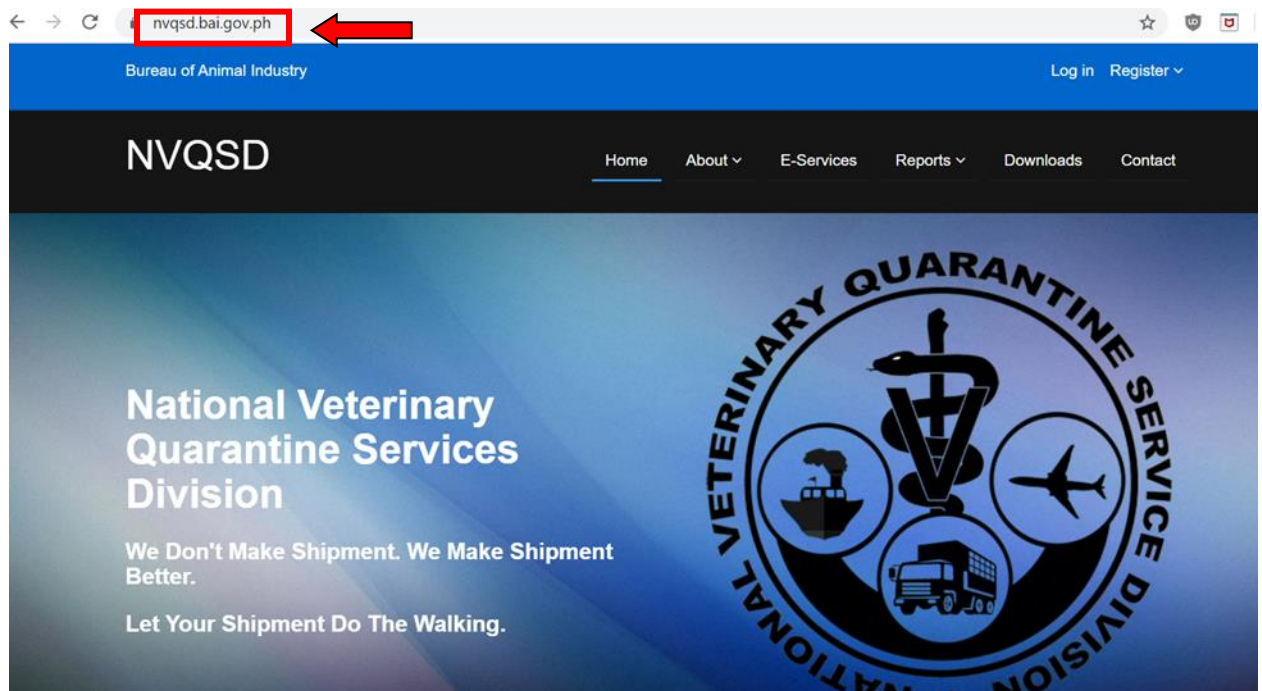 nvqsd.bai.gov.ph
Bureau of Animal Industry
Log in Register
NVQSD
Home About E-Services Reports Downloads Contact
National Veterinary
Quarantine Services
Division
We Don't Make Shipment. We Make Shipment
Better.
Let Your Shipment Do The Walking.
NATIONAL VETERINARY QUARANTINE SERVICE DIVISION
V